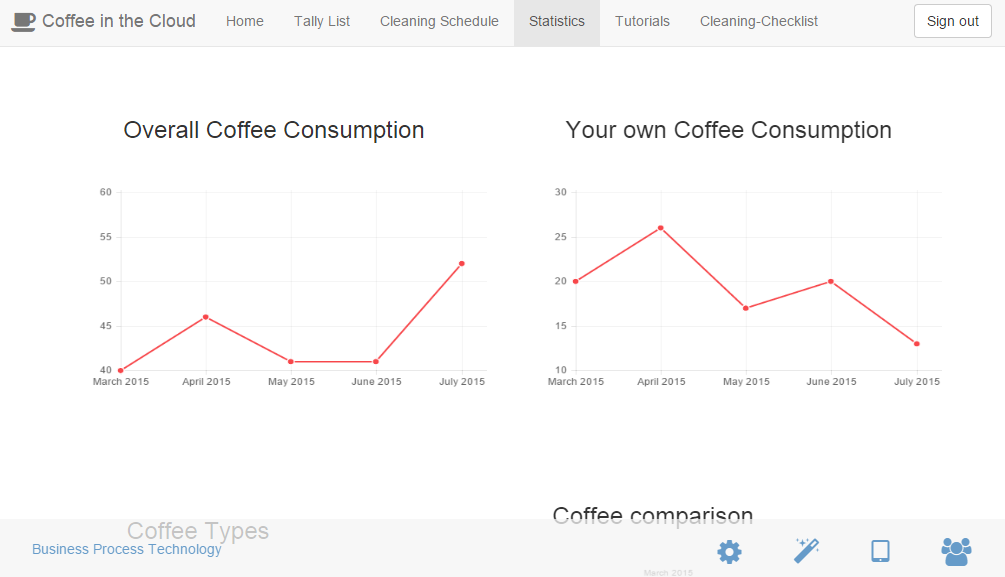 Coffee in the Cloud
Home
Tally List
Cleaning Schedule
Statistics
Tutorials
Cleaning-Checklist
Sign out
Overall Coffee Consumption
60
55
50
45
40
March 2015 April 2015 May 2015 June 2015 July 2015
Your own Coffee Consumption
30
25
20
15
10
March 2015 April 2015 May 2015 June 2015 July 2015
Coffee Types
Coffee comparison
March 2015
Business Process Technology